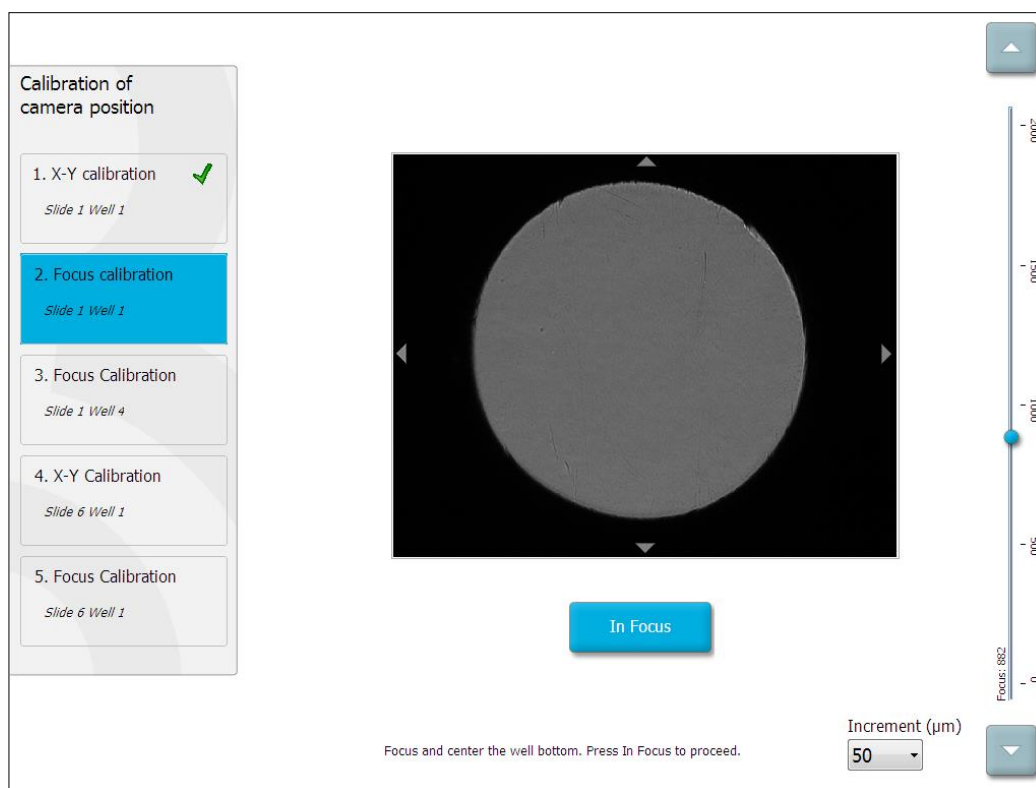 Calibration of
camera position
1. X-Y calibration
Slide 1 Well 1
2. Focus calibration
Slide 1 Well 1
3. Focus Calibration
Slide 1 Well 4
4. X-Y Calibration
Slide 6 Well 1
5. Focus Calibration
Slide 6 Well 1
In Focus
Focus and center the well bottom. Press In Focus to proceed.
Increment (µm)
50
2000
1500
1000
500
0
Focus: 882